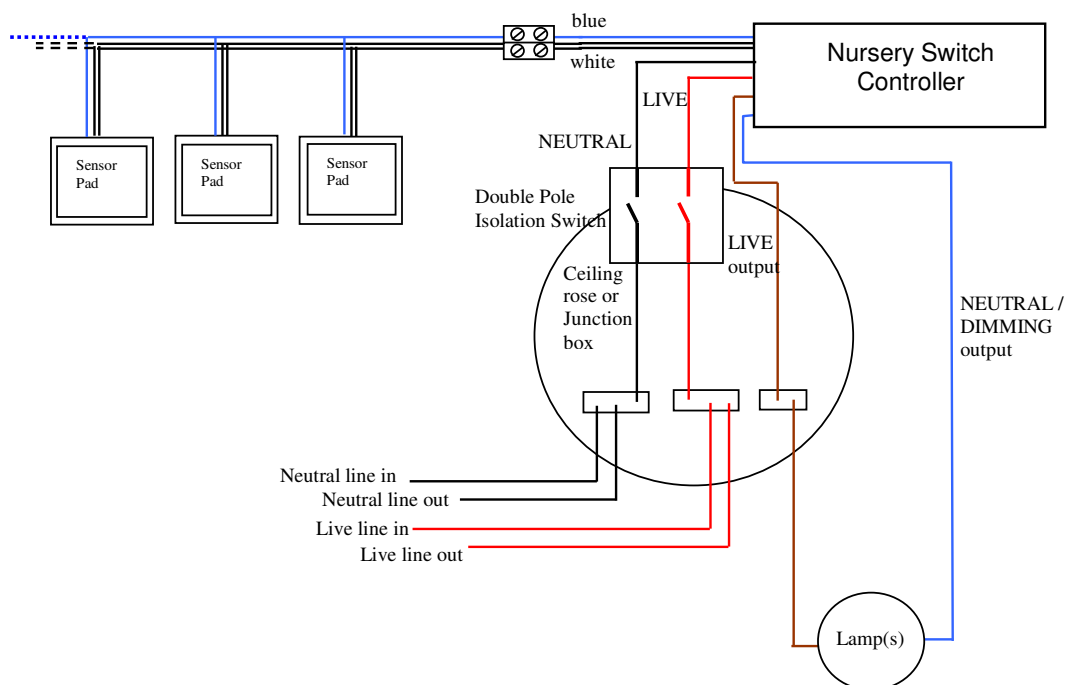 blue
white
Nursery Switch
Controller
LIVE
NEUTRAL
Sensor
Pad
Sensor
Pad
Sensor
Pad
Double Pole
Isolation Switch
LIVE
output
Ceiling
rose or
Junction
box
NEUTRAL /
DIMMING
output
Neutral line in
Neutral line out
Live line in
Live line out
Lamp(s)